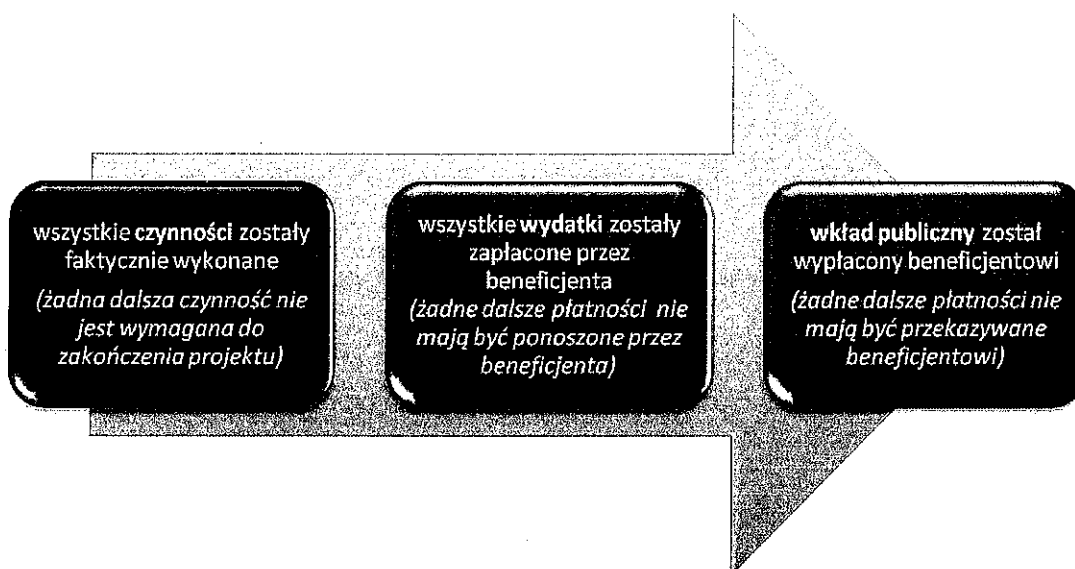 wszystkie czynności zostały
faktycznie wykonane
(żadna dalsza czynność nie
jest wymagana do
zakończenia projektu)
wszystkie wydatki zostały
zapłacone przez
beneficjenta
(żadne dalsze płatności nie
mają być ponoszone przez
beneficjenta)
wkład publiczny został
wypłacony beneficjentowi
(żadne dalsze płatności nie
mają być przekazywane
beneficjentowi)